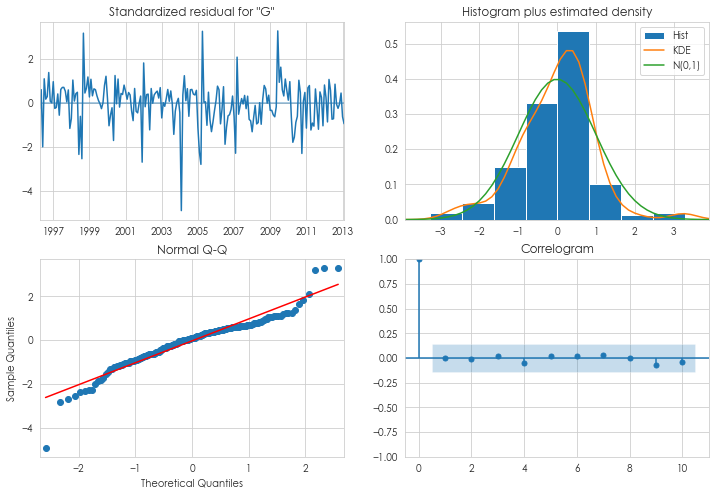 Standardized residual for "G"
2
0
−2
−4
1997 1999 2001 2003 2005 2007 2009 2011 2013
Histogram plus estimated density
Hist
KDE
N(0,1)
0.5
0.4
0.3
0.2
0.1
0.0
−3 −2 −1 0 1 2 3
Normal Q-Q
Sample Quantiles
2
0
−2
−4
−2 −1 0 1 2
Theoretical Quantiles
Correlogram
1.00
0.75
0.50
0.25
0.00
−0.25
−0.50
−0.75
−1.00
0 2 4 6 8 10